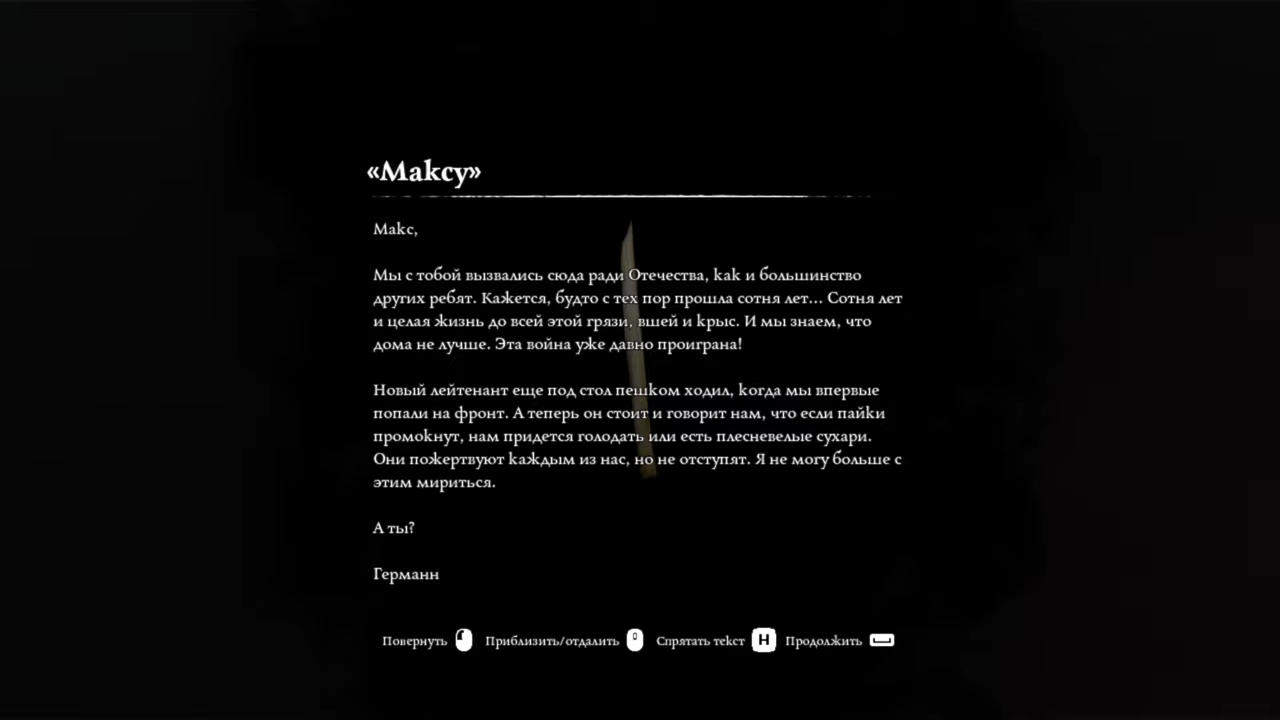 «Максу»
Макс,
Мы с тобой вызвались сюда ради Отечества, как и большинство
других ребят. Кажется, будто с тех пор прошла сотня лет... Сотня лет
и целая жизнь до всей этой грязи, вшей и крыс. И мы знаем, что
дома не лучше. Эта война уже давно проиграна!
Новый лейтенант еще под стол пешком ходил, когда мы впервые
попали на фронт. А теперь он стоит и говорит нам, что если пайки
промокнут, нам придется голодать или есть плесневелые сухари.
Они пожертвуют каждым из нас, но не отступят. Я не могу больше с
этим мириться.
А ты?
Германн
Повернуть Приблизить/отдалить Спрятать текст H Продолжить